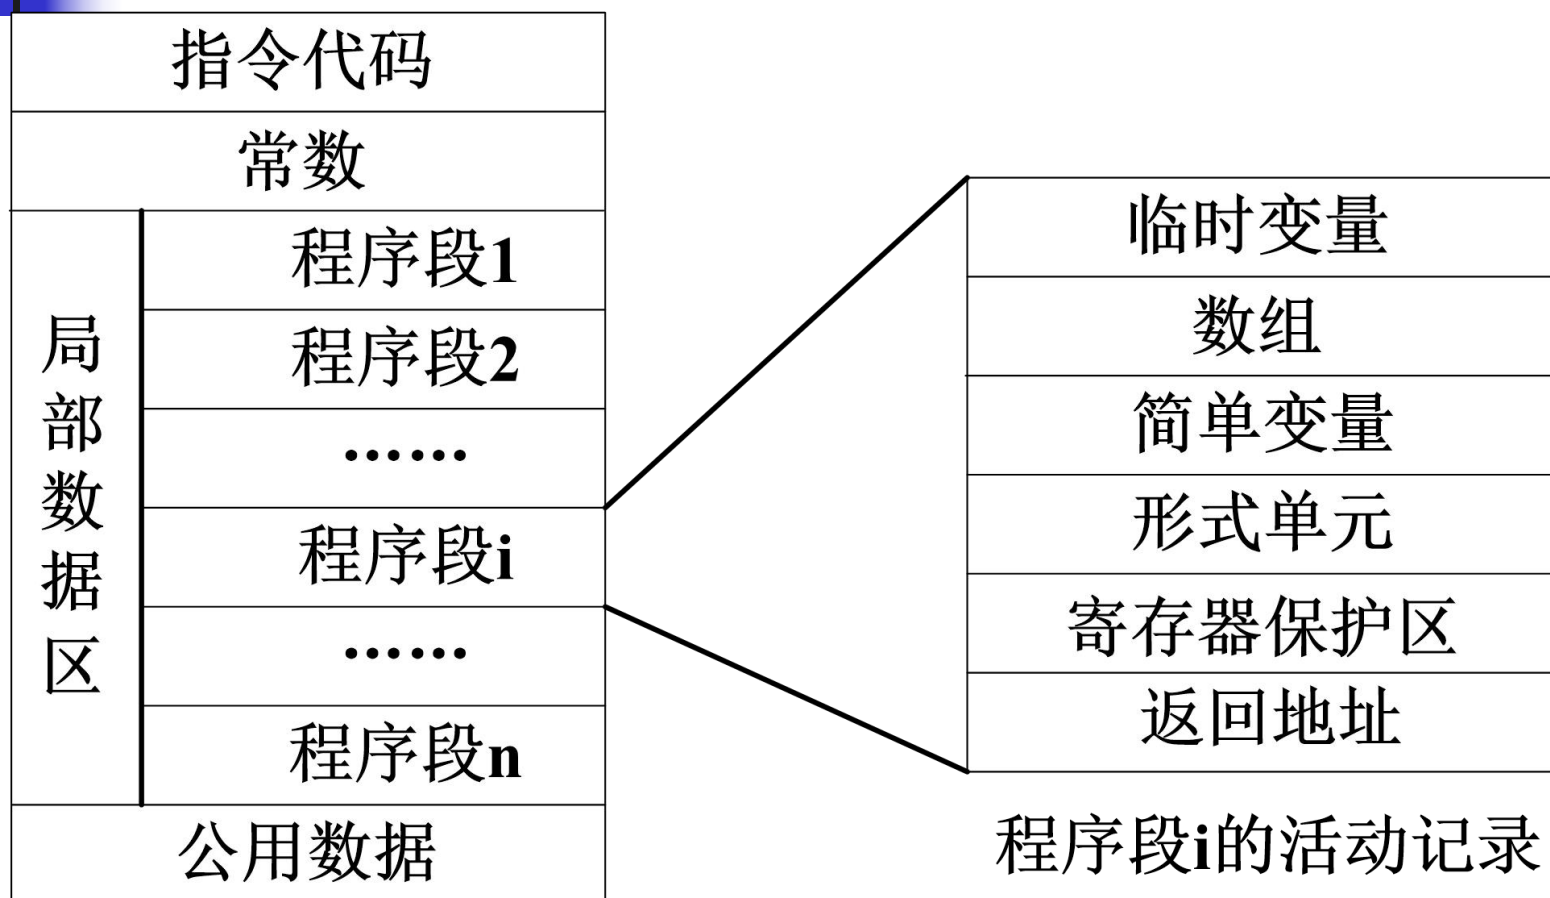 指令代码
常数
局部数据区
程序段1
程序段2
……
程序段i
……
程序段n
公用数据
临时变量
数组
简单变量
形式单元
寄存器保护区
返回地址
程序段i的活动记录